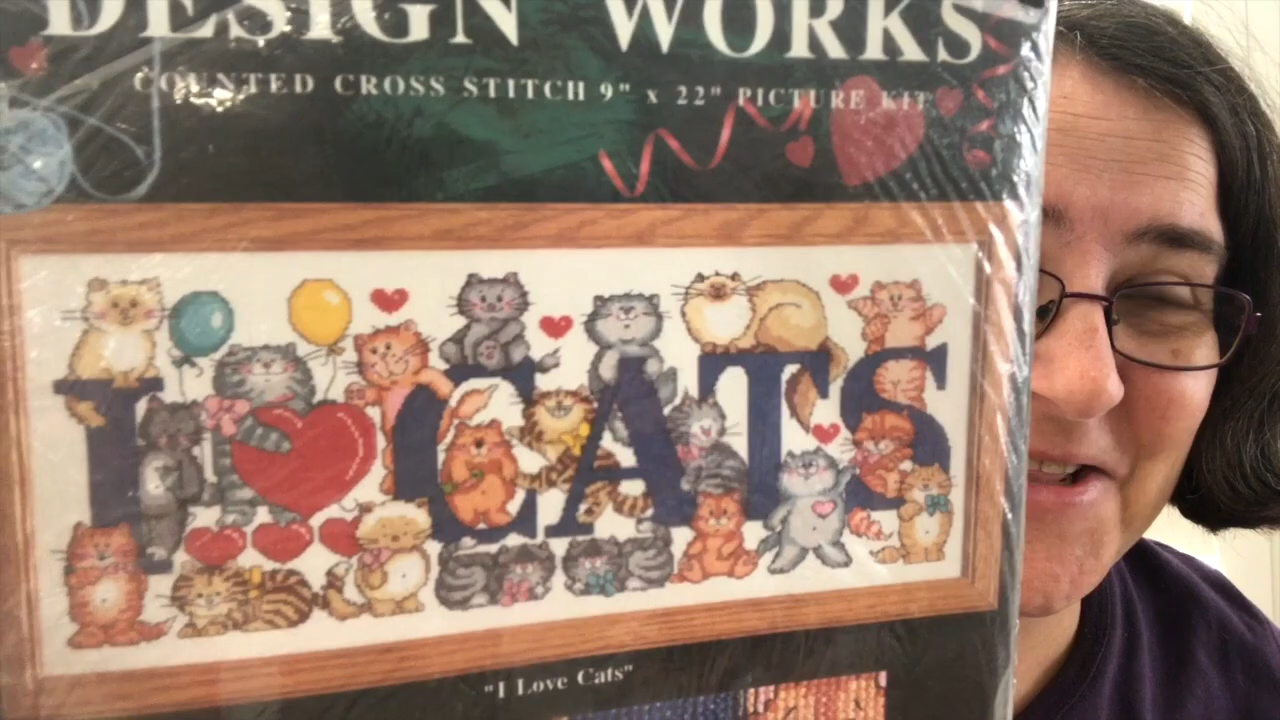 DESIGN WORKS
COUNTED CROSS STITCH 9" x 22" PICTURE KIT
I CATS
"I Love Cats"